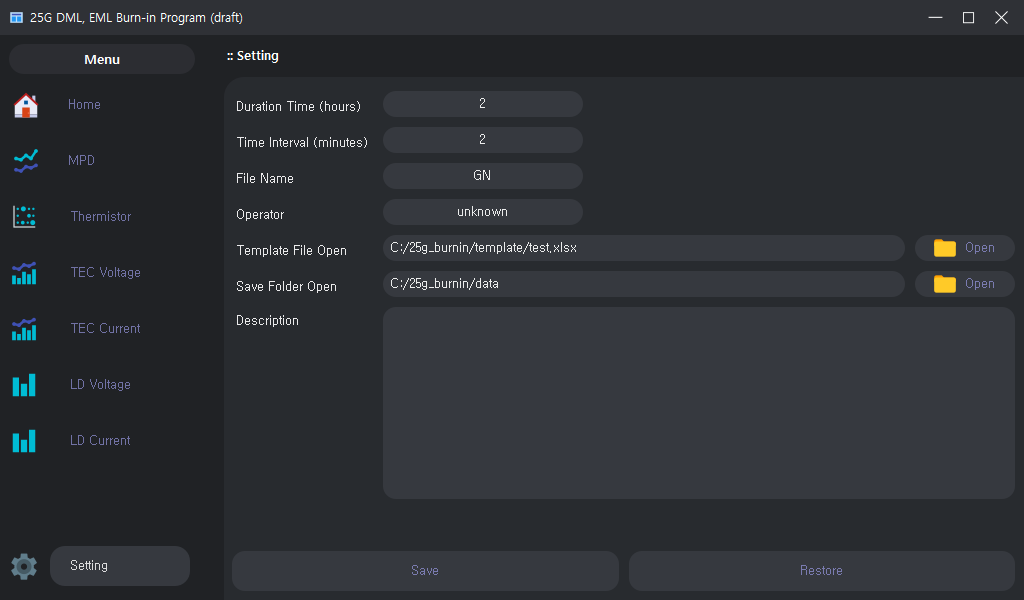 25G DML, EML Burn-in Program (draft)
Menu
:: Setting
Home
MPD
Thermistor
TEC Voltage
TEC Current
LD Voltage
LD Current
Setting
Duration Time (hours) 2
Time Interval (minutes) 2
File Name GN
Operator unknown
Template File Open C:/25g_burnin/template/test.xlsx Open
Save Folder Open C:/25g_burnin/data Open
Description
Save Restore